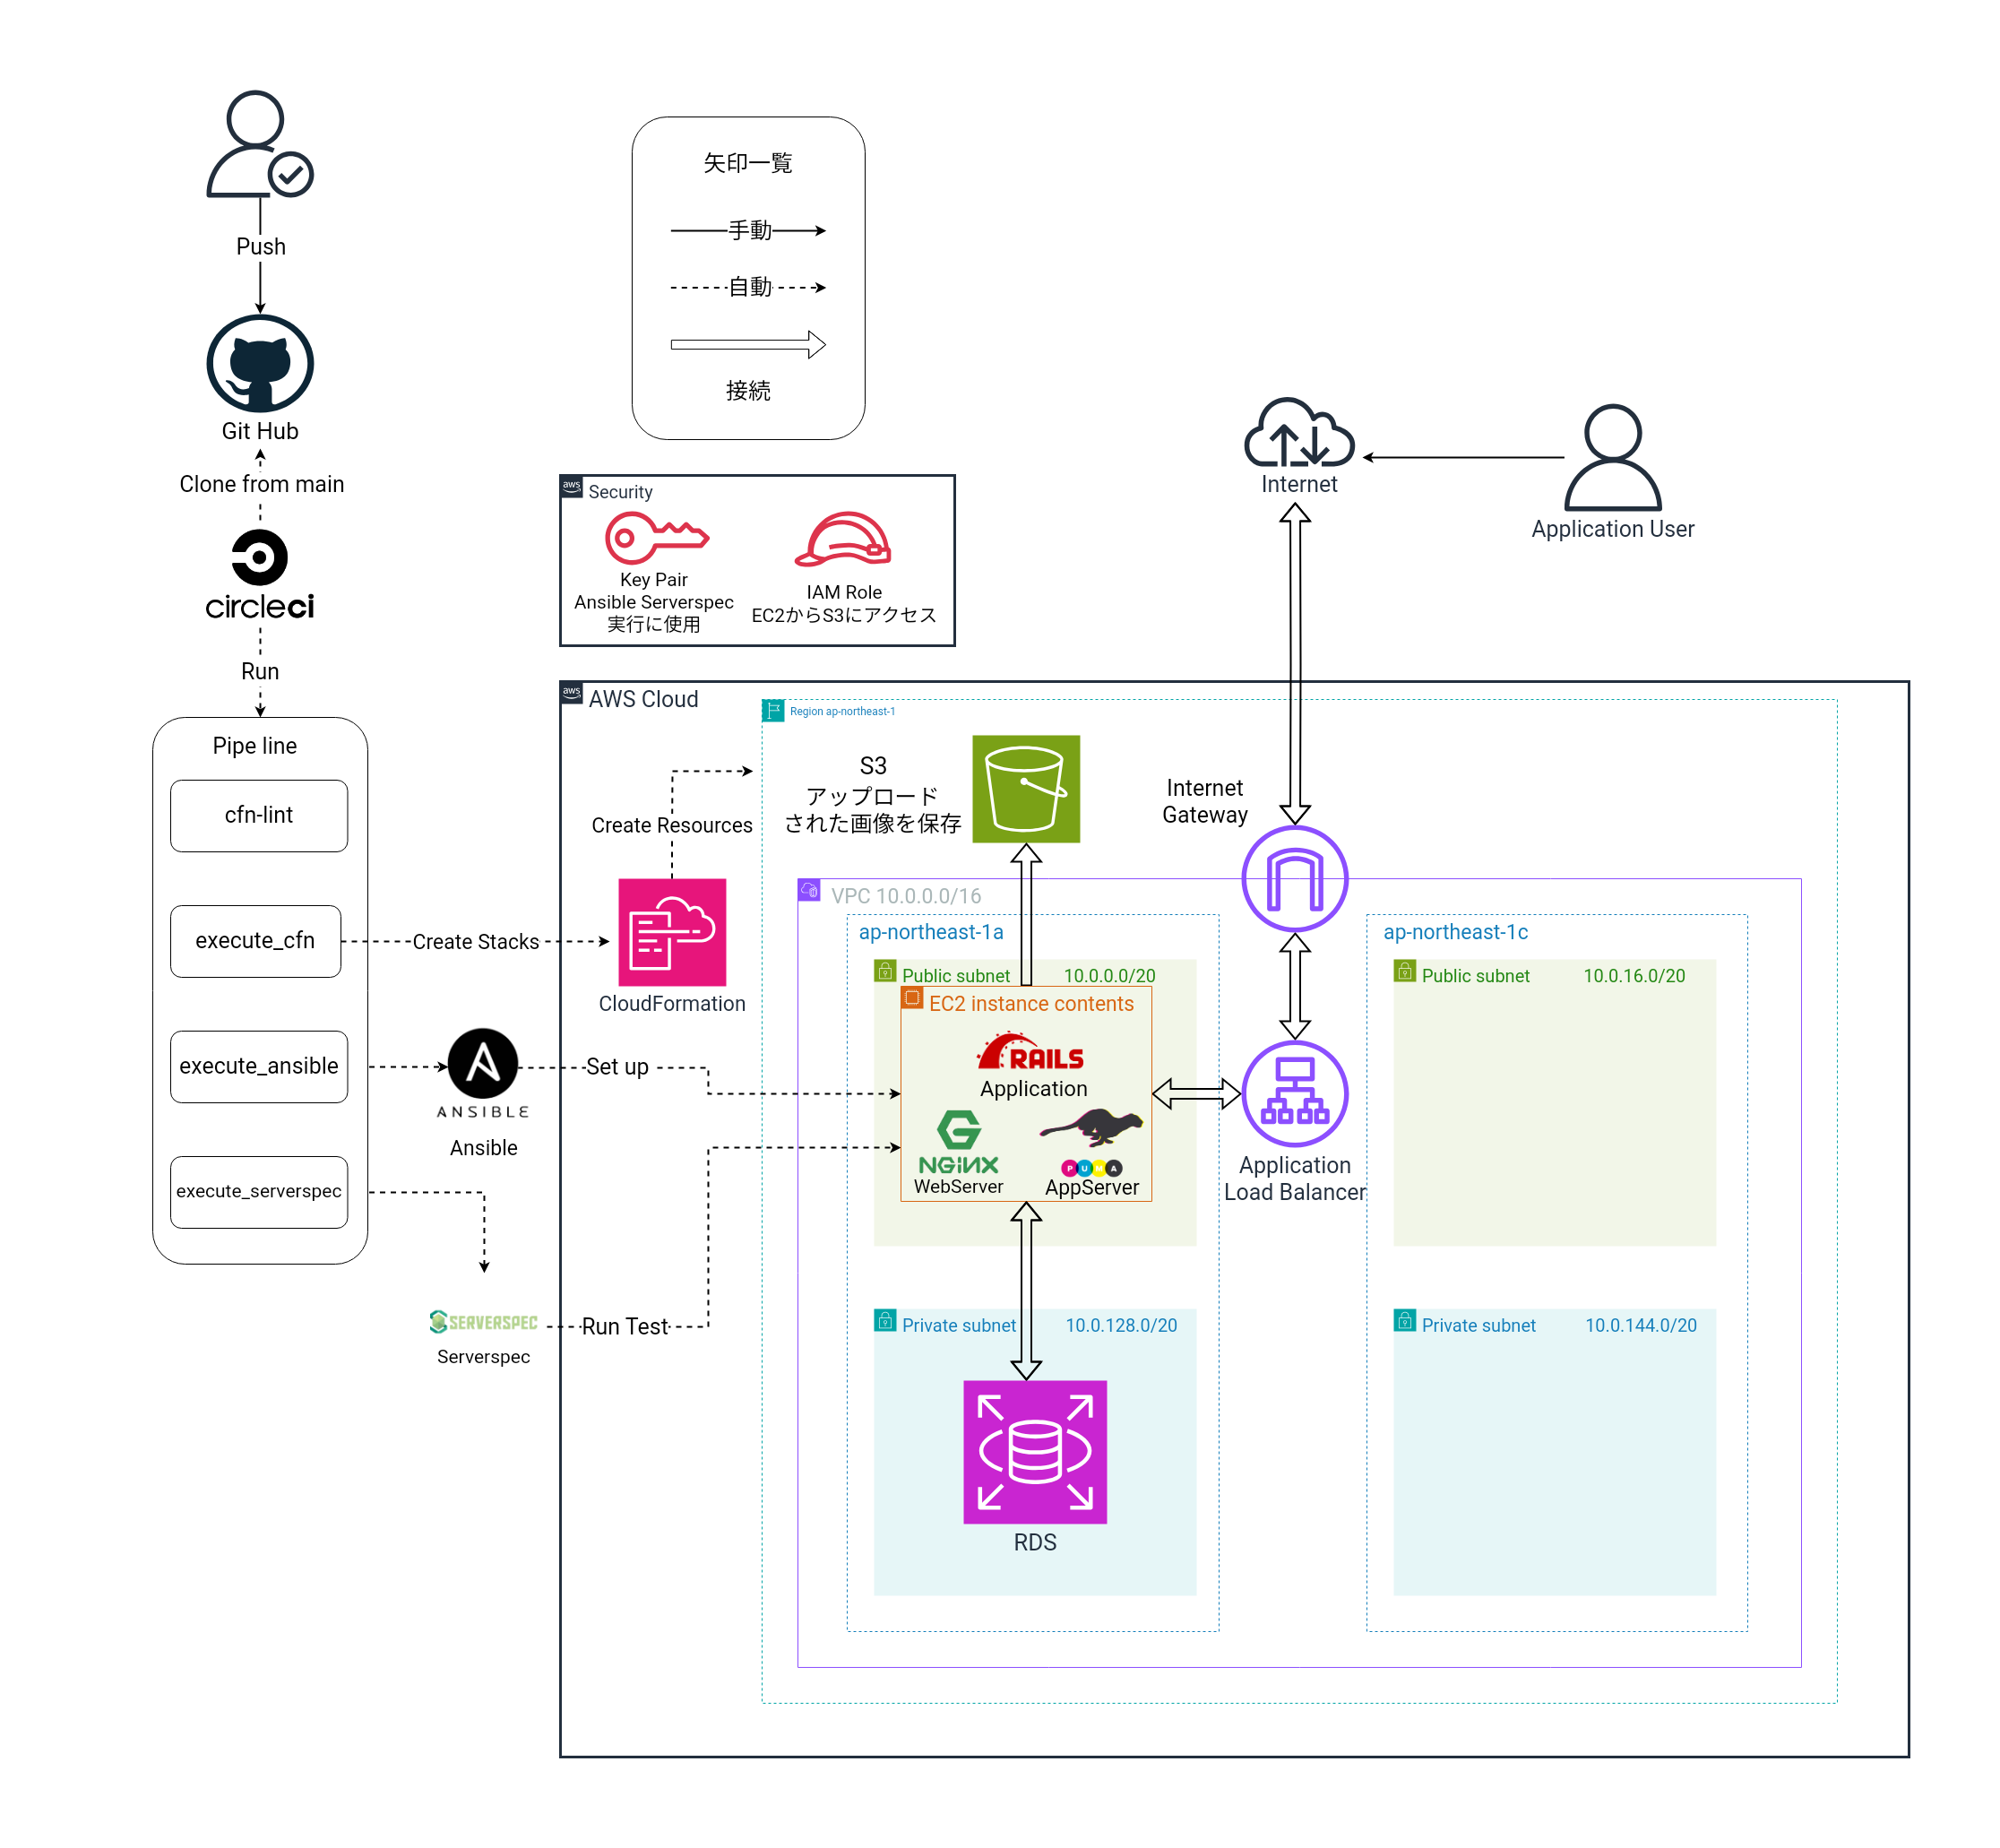 Push
Git Hub
Clone from main
circleci
Run
Pipe line
cfn-lint
execute_cfn
execute_ansible
execute_serverspec
矢印一覧
手動
自動
接続
aws
Security
Key Pair
Ansible Serverspec
実行に使用
IAM Role
EC2からS3にアクセス
Internet
Application User
aws
AWS Cloud
Region ap-northeast-1
Create Resources
S3
アップロード
された画像を保存
Internet
Gateway
Create Stacks
CloudFormation
VPC 10.0.0.0/16
ap-northeast-1a
Public subnet
10.0.0.0/20
EC2 instance contents
RAILS
Application
NGiNX
WebServer
PUMA
AppServer
ANSIBLE
Ansible
Set up
SERVERSPEC
Serverspec
Run Test
Application
Load Balancer
Private subnet
10.0.128.0/20
RDS
ap-northeast-1c
Public subnet
10.0.16.0/20
Private subnet
10.0.144.0/20